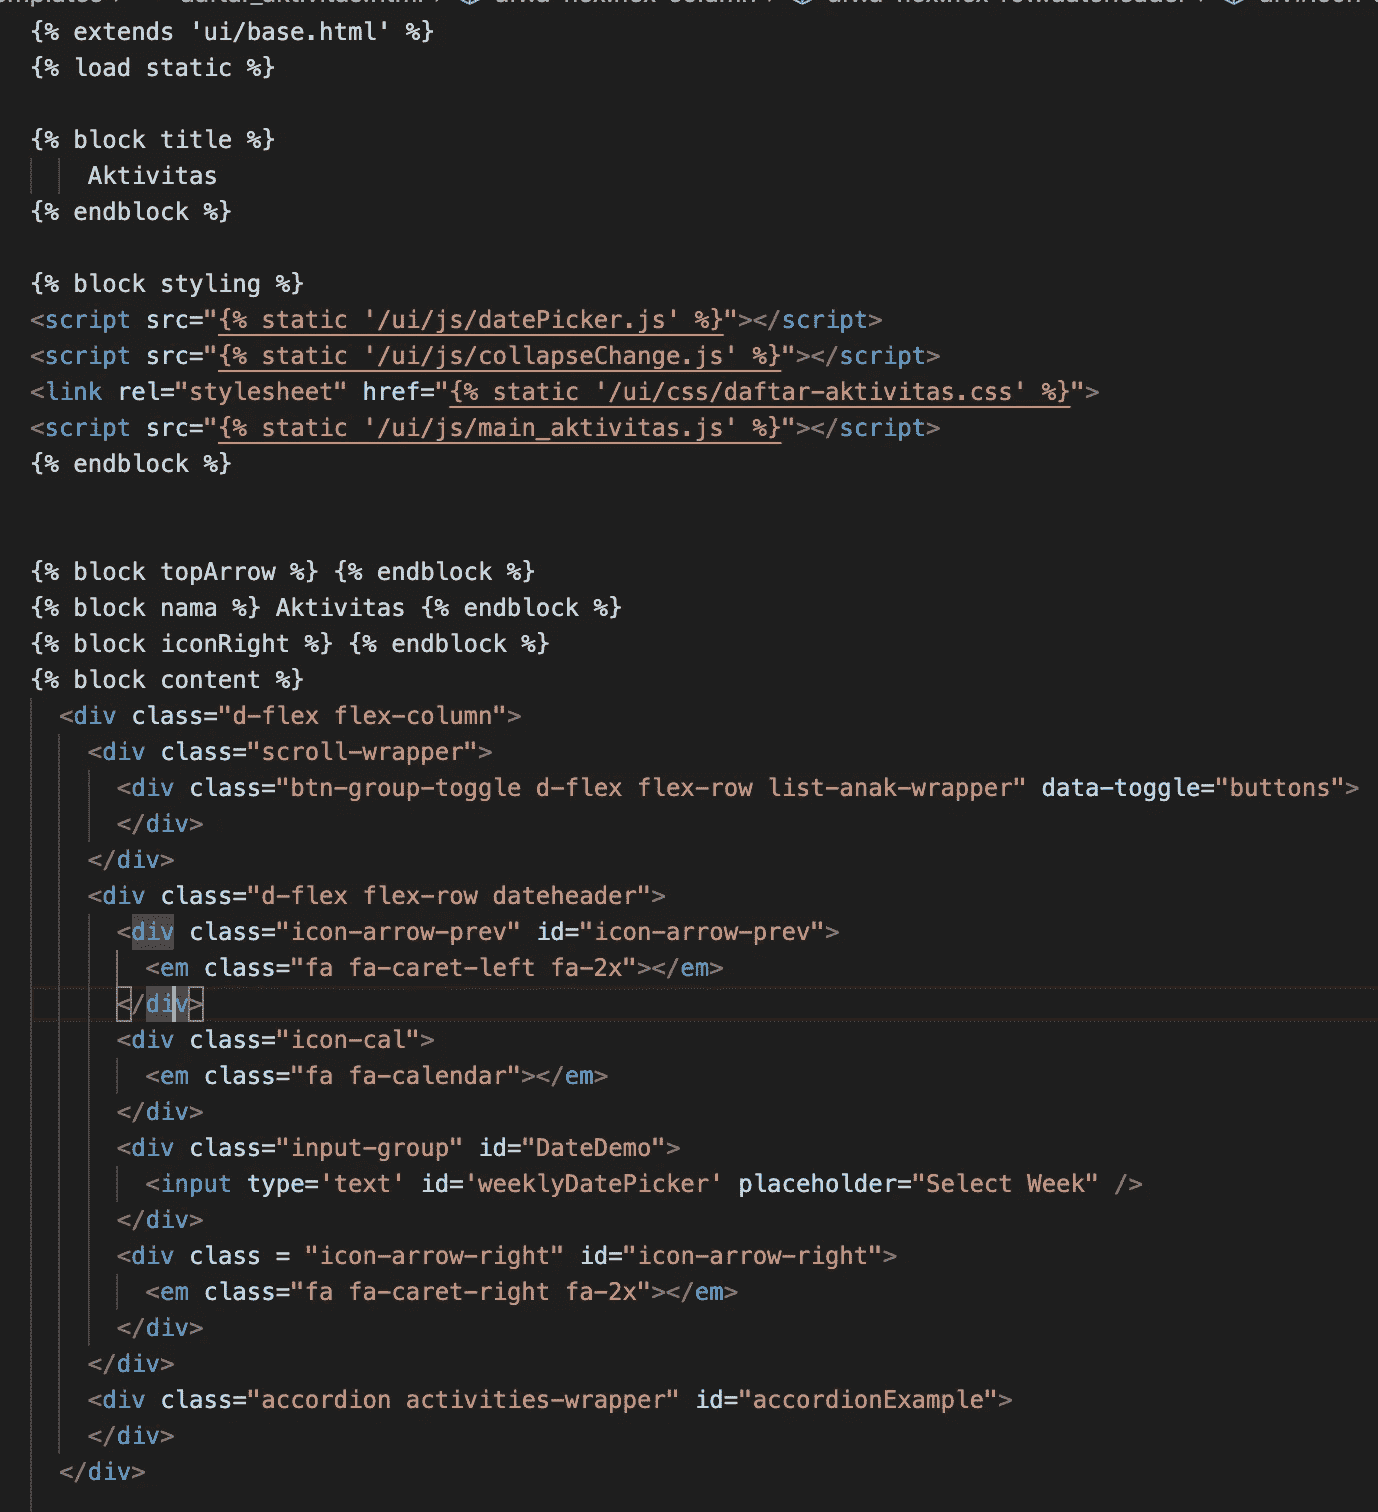 {% extends 'ui/base.html' %}
{% load static %}
{% block title %}
Aktivitas
{% endblock %}
{% block styling %}
<script src="{% static '/ui/js/datePicker.js' %}"></script>
<script src="{% static '/ui/js/collapseChange.js' %}"></script>
<link rel="stylesheet" href="{% static '/ui/css/daftar-aktivitas.css' %}">
<script src="{% static '/ui/js/main_aktivitas.js' %}"></script>
{% endblock %}
{% block topArrow %} {% endblock %}
{% block nama %} Aktivitas {% endblock %}
{% block iconRight %} {% endblock %}
{% block content %}
<div class="d-flex flex-column">
<div class="scroll-wrapper">
<div class="btn-group-toggle d-flex flex-row list-anak-wrapper" data-toggle="buttons">
</div>
</div>
<div class="d-flex flex-row dateheader">
<div class="icon-arrow-prev" id="icon-arrow-prev">
<em class="fa fa-caret-left fa-2x"></em>
</div>
<div class="icon-cal">
<em class="fa fa-calendar"></em>
</div>
<div class="input-group" id="DateDemo">
<input type='text' id='weeklyDatePicker' placeholder="Select Week" />
</div>
<div class = "icon-arrow-right" id="icon-arrow-right">
<em class="fa fa-caret-right fa-2x"></em>
</div>
</div>
<div class="accordion activities-wrapper" id="accordionExample">
</div>
</div>